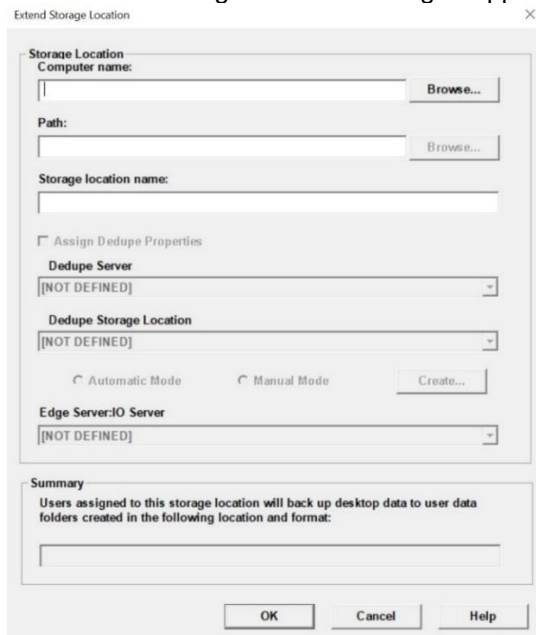 Extend Storage Location
Storage Location
Computer name:
Browse...
Path:
Browse...
Storage location name:
Assign Dedupe Properties
Dedupe Server
[NOT DEFINED]
Dedupe Storage Location
[NOT DEFINED]
Automatic Mode Manual Mode Create...
Edge Server:IO Server
[NOT DEFINED]
Summary
Users assigned to this storage location will back up desktop data to user data
folders created in the following location and format:
OK Cancel Help